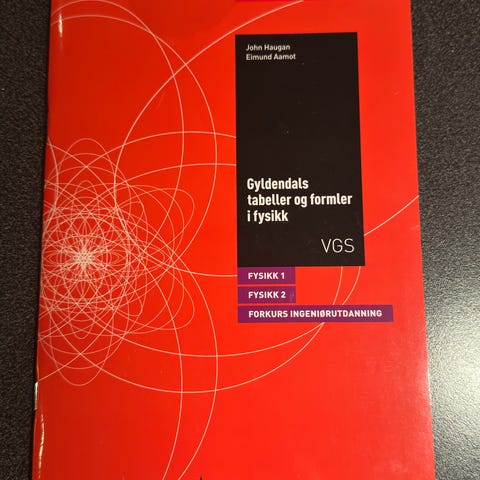 John Haugan
Eimund Aamot
Gyldendals
tabeller og formler
i fysikk
VGS
FYSIKK 1
FYSIKK 2
FORKURS INGENIØRUTDANNING